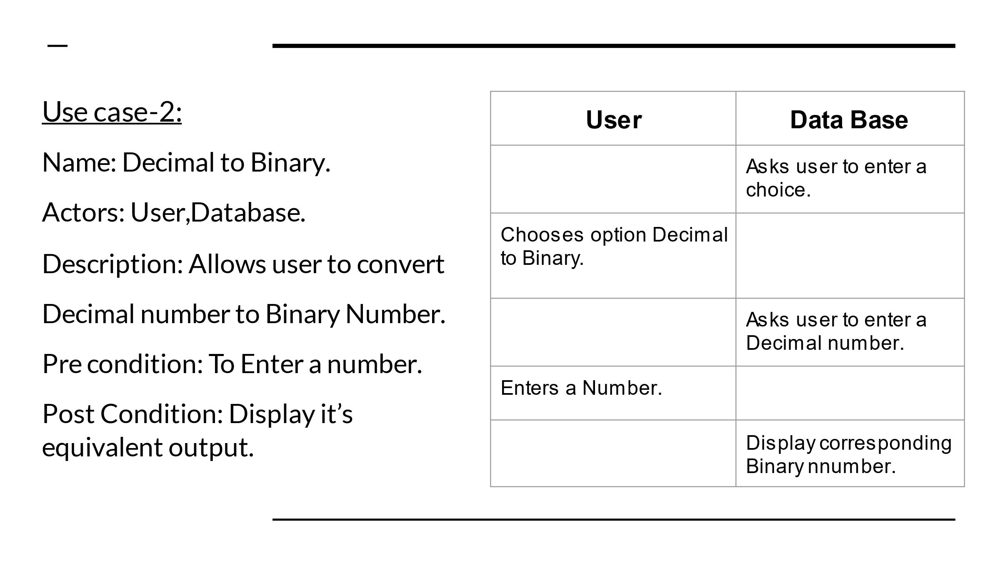 Use case-2:
Name: Decimal to Binary.
Actors: User,Database.
Description: Allows user to convert
Decimal number to Binary Number.
Pre condition: To Enter a number.
Post Condition: Display it’s
equivalent output.
User
Data Base
Asks user to enter a
choice.
Chooses option Decimal
to Binary.
Asks user to enter a
Decimal number.
Enters a Number.
Display corresponding
Binary nnumber.